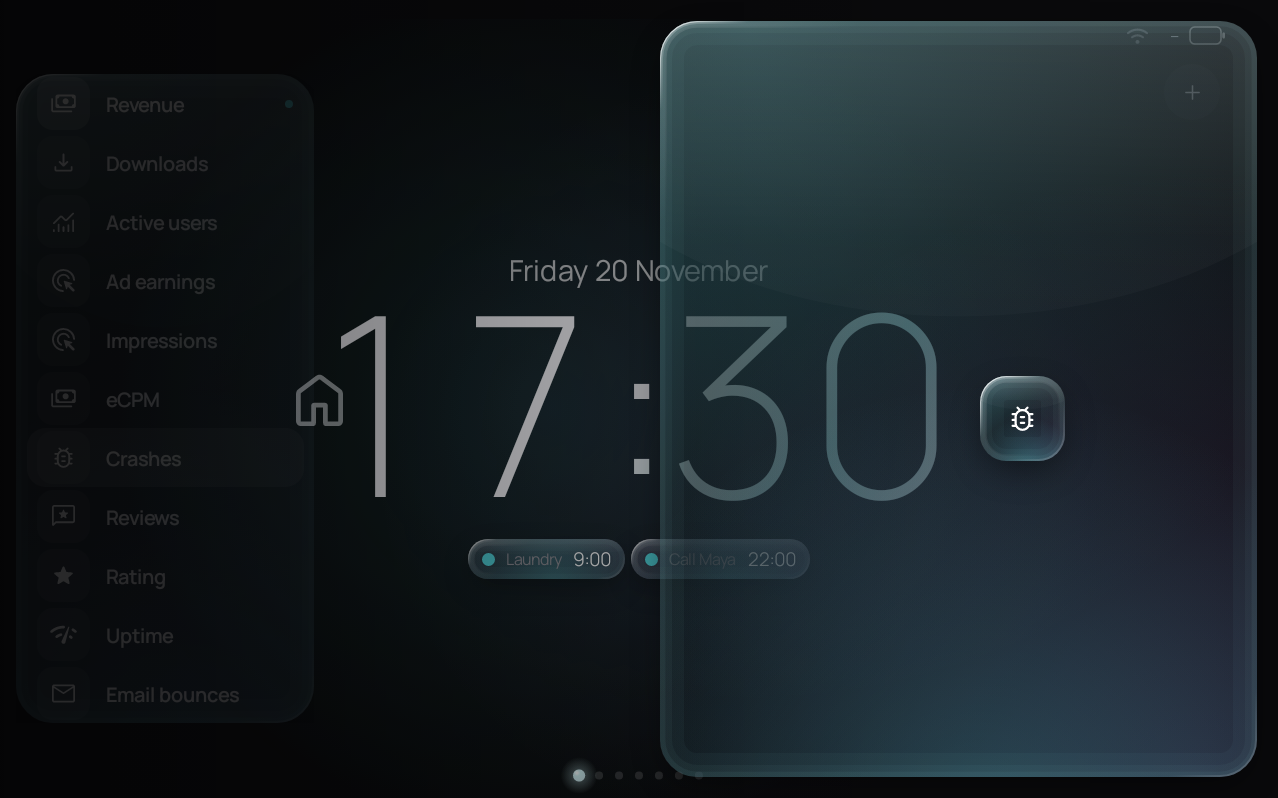 Revenue
Downloads
Active users
Ad earnings
Impressions
eCPM
Crashes
Reviews
Rating
Uptime
Email bounces
Friday 20 November
17:30
Laundry 9:00
Call Maya 22:00